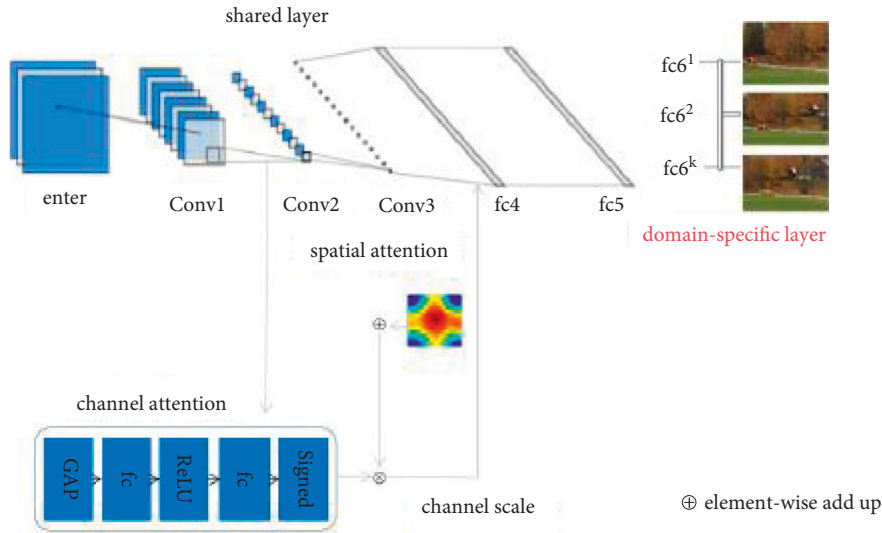 shared layer
fc6¹
fc6²
fc6ᵏ
enter
Conv1
Conv2
Conv3
fc4
fc5
domain-specific layer
spatial attention
⊕
channel attention
GAP
fc
ReLU
fc
Signed
⊗
channel scale
⊕ element-wise add up